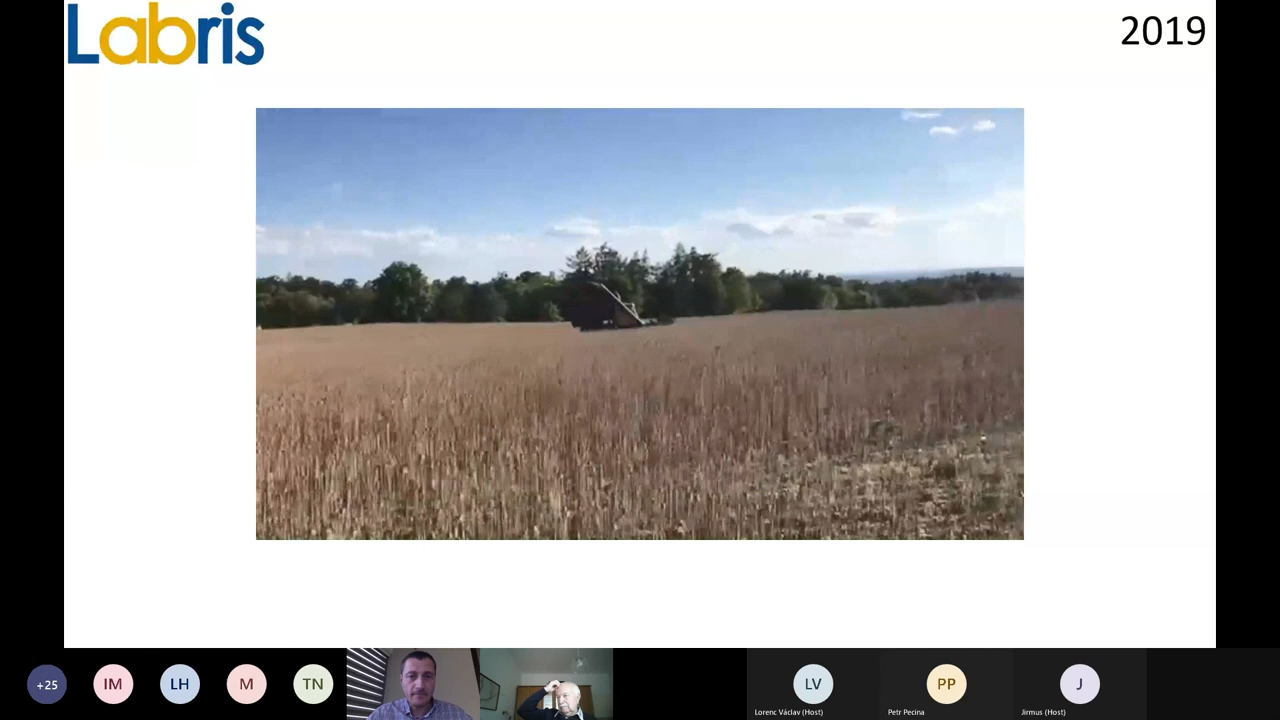 Labris
2019
+25
IM
LH
M
TN
LV
PP
J
Lorenc Václav (Host)
Petr Pecina
Jirmus (Host)